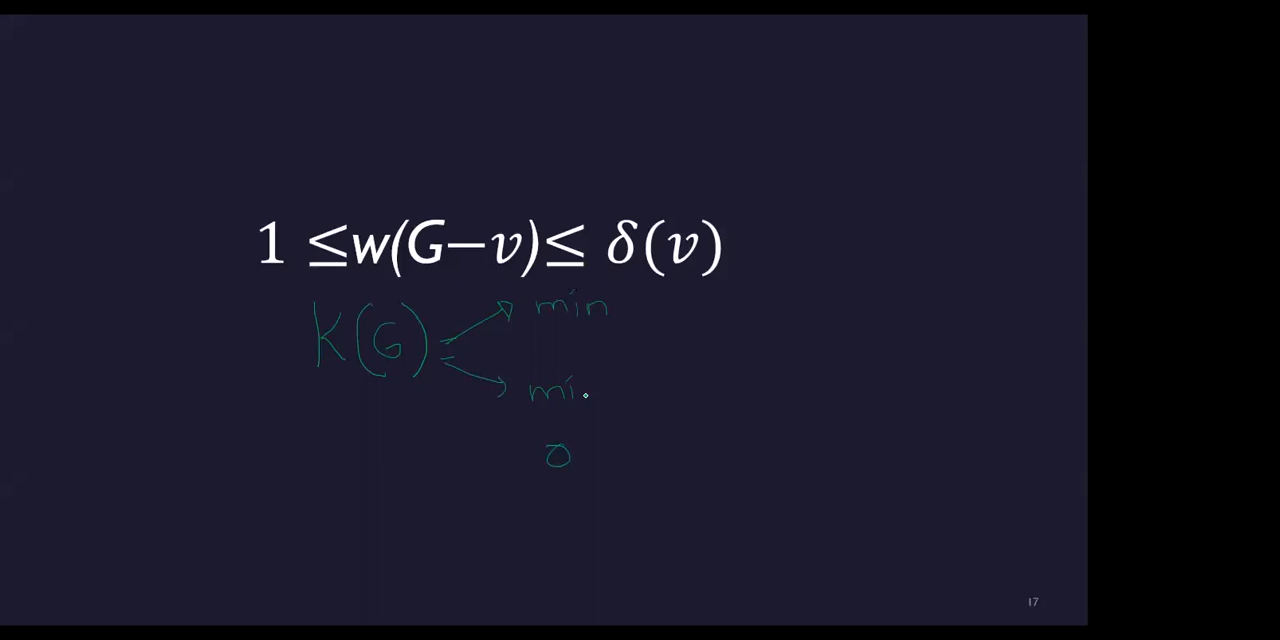 1 ≤w(G−v)≤ δ(v)
K(G) = min
mi
0
17